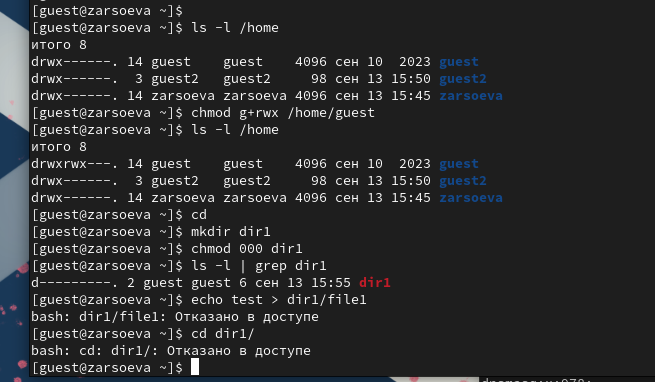 [guest@zarsoeva ~]$
[guest@zarsoeva ~]$ ls -l /home
итого 8
drwx------. 14 guest    guest    4096 сен 10  2023 guest
drwx------.  3 guest2   guest2     98 сен 13 15:50 guest2
drwx------. 14 zarsoeva zarsoeva 4096 сен 13 15:45 zarsoeva
[guest@zarsoeva ~]$ chmod g+rwx /home/guest
[guest@zarsoeva ~]$ ls -l /home
итого 8
drwxrwx---. 14 guest    guest    4096 сен 10  2023 guest
drwx------.  3 guest2   guest2     98 сен 13 15:50 guest2
drwx------. 14 zarsoeva zarsoeva 4096 сен 13 15:45 zarsoeva
[guest@zarsoeva ~]$ cd
[guest@zarsoeva ~]$ mkdir dir1
[guest@zarsoeva ~]$ chmod 000 dir1
[guest@zarsoeva ~]$ ls -l | grep dir1
d---------. 2 guest guest 6 сен 13 15:55 dir1
[guest@zarsoeva ~]$ echo test > dir1/file1
bash: dir1/file1: Отказано в доступе
[guest@zarsoeva ~]$ cd dir1/
bash: cd: dir1/: Отказано в доступе
[guest@zarsoeva ~]$